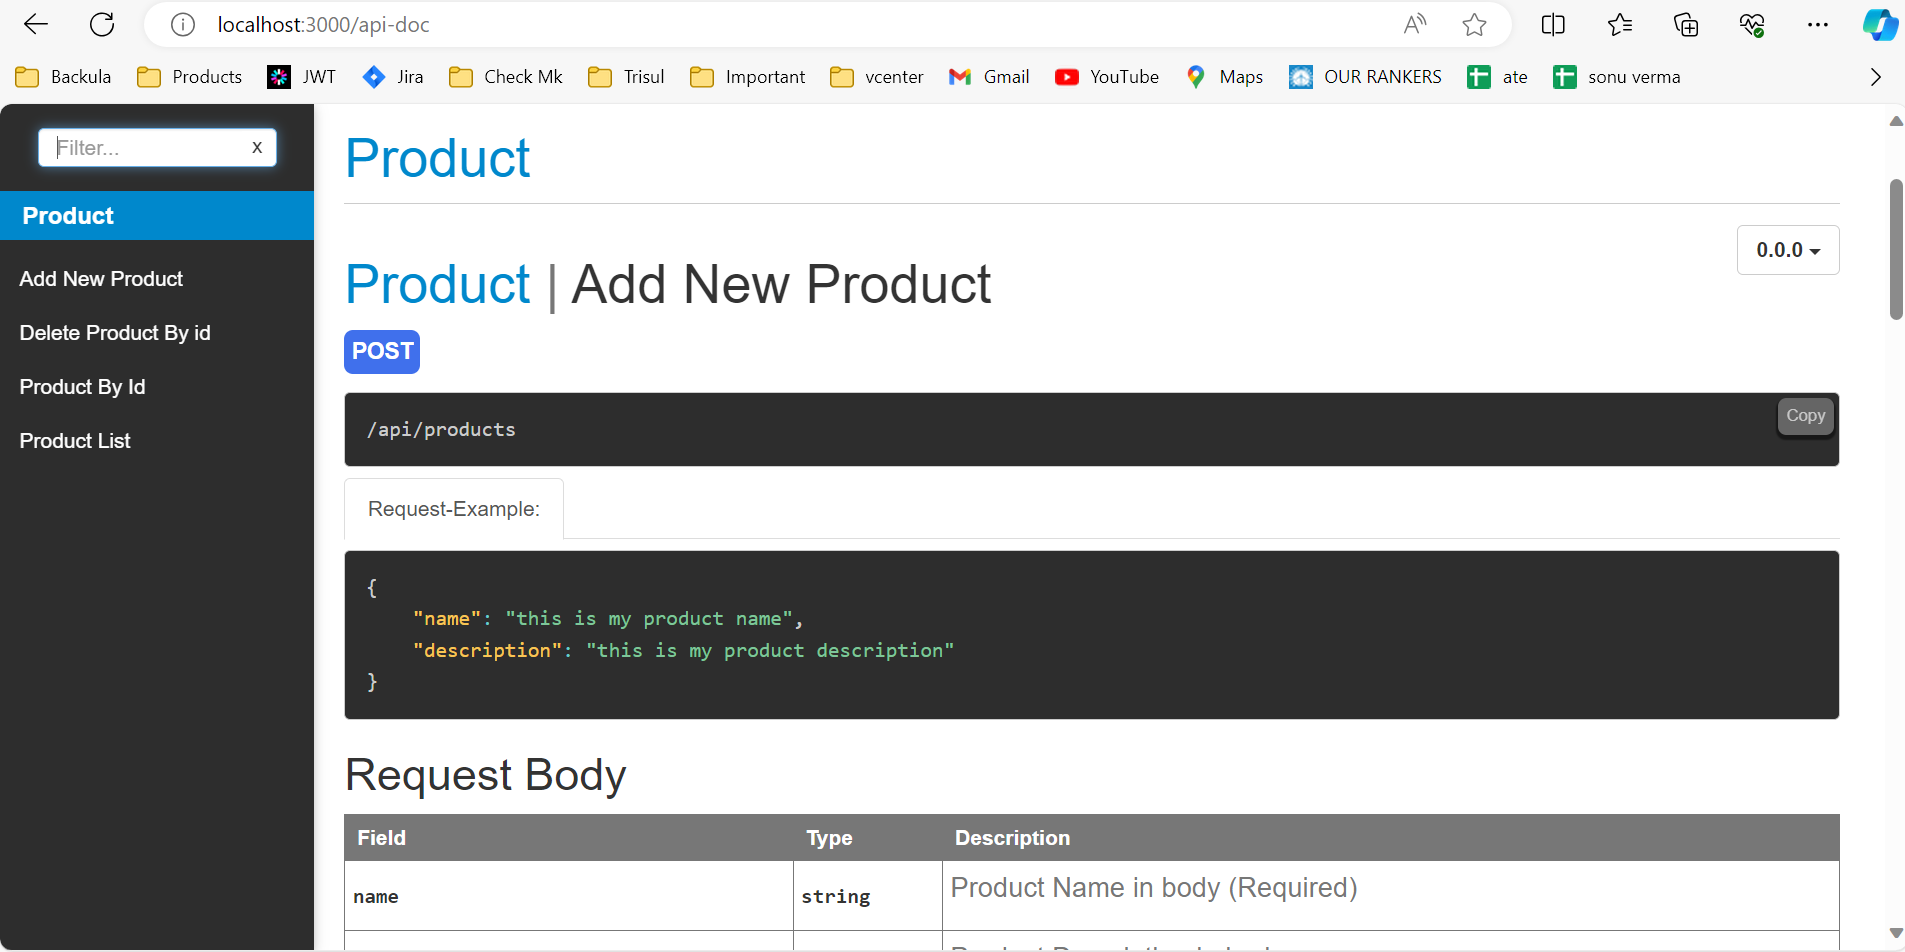 localhost:3000/api-doc
Backula Products JWT Jira Check Mk Trisul Important vcenter Gmail YouTube Maps OUR RANKERS ate sonu verma
Filter... x
Product
Add New Product
Delete Product By id
Product By Id
Product List
Product
0.0.0
Product | Add New Product
POST
/api/products
Copy
Request-Example:
{
"name": "this is my product name",
"description": "this is my product description"
}
Request Body
Field Type Description
name string Product Name in body (Required)